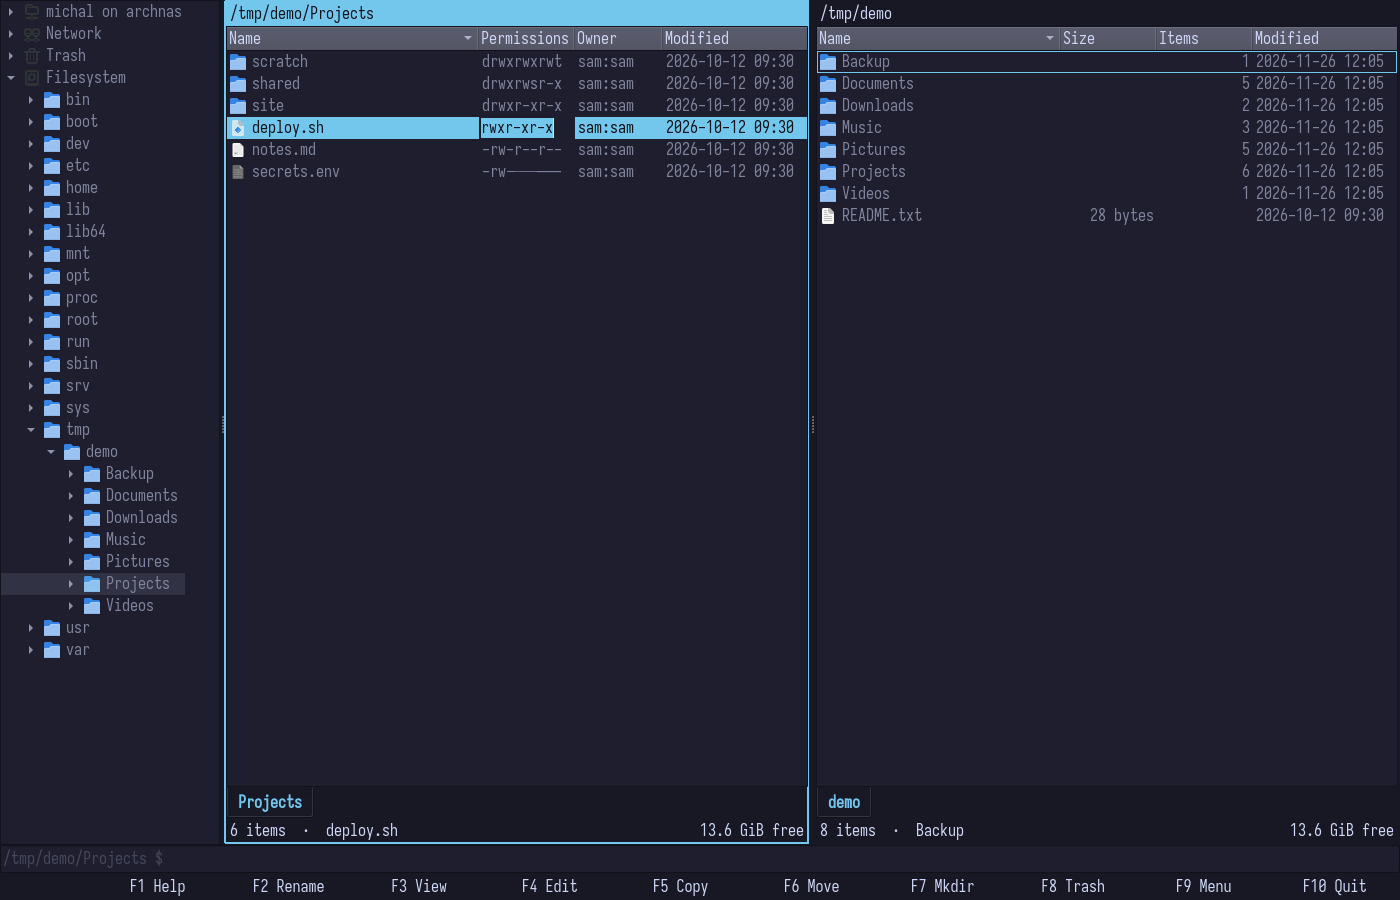 michal on archnas
Network
Trash
Filesystem
bin
boot
dev
etc
home
lib
lib64
mnt
opt
proc
root
run
sbin
srv
sys
tmp
demo
Backup
Documents
Downloads
Music
Pictures
Projects
Videos
usr
var
/tmp/demo/Projects
Name Permissions Owner Modified
scratch drwxrwxrwt sam:sam 2026-10-12 09:30
shared drwxrwsr-x sam:sam 2026-10-12 09:30
site drwxr-xr-x sam:sam 2026-10-12 09:30
deploy.sh rwxr-xr-x sam:sam 2026-10-12 09:30
notes.md -rw-r--r-- sam:sam 2026-10-12 09:30
secrets.env -rw------- sam:sam 2026-10-12 09:30
Projects
6 items · deploy.sh 13.6 GiB free
/tmp/demo
Name Size Items Modified
Backup 1 2026-11-26 12:05
Documents 5 2026-11-26 12:05
Downloads 2 2026-11-26 12:05
Music 3 2026-11-26 12:05
Pictures 5 2026-11-26 12:05
Projects 6 2026-11-26 12:05
Videos 1 2026-11-26 12:05
README.txt 28 bytes 2026-10-12 09:30
demo
8 items · Backup 13.6 GiB free
/tmp/demo/Projects $
F1 Help F2 Rename F3 View F4 Edit F5 Copy F6 Move F7 Mkdir F8 Trash F9 Menu F10 Quit